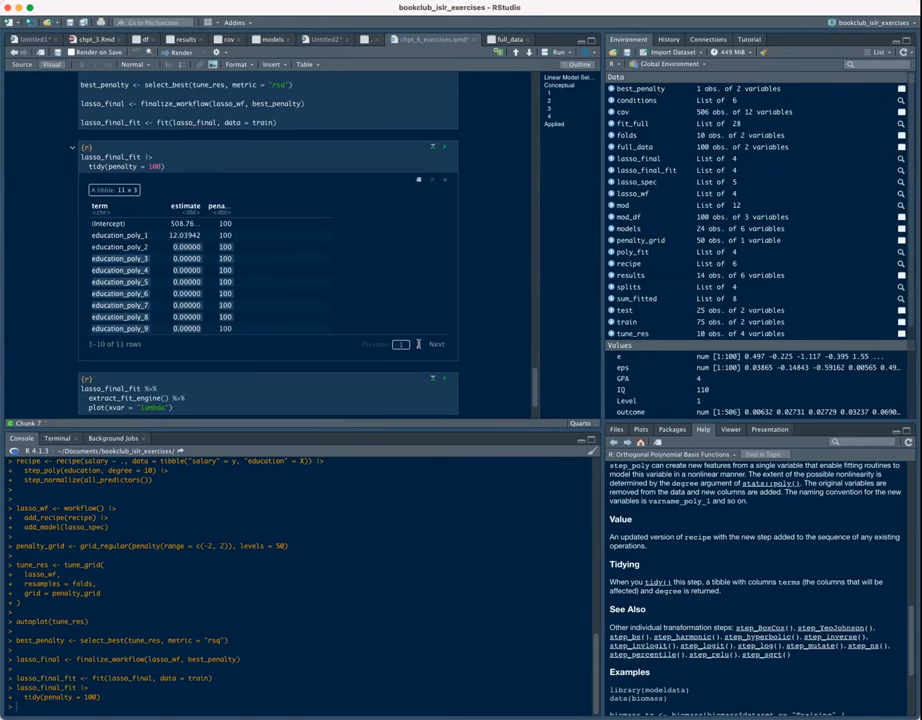 bookclub_islr_exercises - RStudio
Go to file/function
Addins
bookclub_islr_exercises
Untitled1*
chpt_3.Rmd
df
results
cov
models
Untitled2*
chpt_6_exercises.qmd*
full_data
Render on Save
Render
Run
Source
Visual
Normal
Format
Insert
Table
Outline
best_penalty <- select_best(tune_res, metric = "rsq")
lasso_final <- finalize_workflow(lasso_wf, best_penalty)
lasso_final_fit <- fit(lasso_final, data = train)
{r}
lasso_final_fit |>
tidy(penalty = 100)
A tibble: 11 × 3
term estimate pena...
<chr> <dbl> <dbl>
(Intercept) 508.76... 100
education_poly_1 12.03942 100
education_poly_2 0.00000 100
education_poly_3 0.00000 100
education_poly_4 0.00000 100
education_poly_5 0.00000 100
education_poly_6 0.00000 100
education_poly_7 0.00000 100
education_poly_8 0.00000 100
education_poly_9 0.00000 100
1-10 of 11 rows
Previous 1 Next
{r}
lasso_final_fit %>%
extract_fit_engine() %>%
plot(xvar = "lambda")
Linear Model Sel...
Conceptual
1
2
3
4
Applied
Chunk 7
Quarto
Console
Terminal
Background Jobs
R 4.1.3 · ~/Documents/bookclub_islr_exercises/
> recipe <- recipe(salary ~ ., data = tibble("salary" = y, "education" = X)) |>
+ step_poly(education, degree = 10) |>
+ step_normalize(all_predictors())
>
> lasso_wf <- workflow() |>
+ add_recipe(recipe) |>
+ add_model(lasso_spec)
>
> penalty_grid <- grid_regular(penalty(range = c(-2, 2)), levels = 50)
>
> tune_res <- tune_grid(
+ lasso_wf,
+ resamples = folds,
+ grid = penalty_grid
+ )
>
> autoplot(tune_res)
>
> best_penalty <- select_best(tune_res, metric = "rsq")
>
> lasso_final <- finalize_workflow(lasso_wf, best_penalty)
>
> lasso_final_fit <- fit(lasso_final, data = train)
> lasso_final_fit |>
+ tidy(penalty = 100)
>
Environment
History
Connections
Tutorial
Import Dataset
449 MiB
List
R
Global Environment
Data
best_penalty 1 obs. of 2 variables
conditions List of 6
cov 506 obs. of 12 variables
fit_full List of 28
folds 10 obs. of 2 variables
full_data 100 obs. of 2 variables
lasso_final List of 4
lasso_final_fit List of 4
lasso_spec List of 5
lasso_wf List of 4
mod List of 12
mod_df 100 obs. of 3 variables
models 24 obs. of 6 variables
penalty_grid 50 obs. of 1 variable
poly_fit List of 4
recipe List of 6
results 14 obs. of 6 variables
splits List of 4
sum_fitted List of 8
test 25 obs. of 2 variables
train 75 obs. of 2 variables
tune_res List of 4
Values
e num [1:100] 0.497 -0.225 -1.117 -0.395 1.55 ...
eps num [1:100] 0.03865 -0.14843 -0.59162 0.00565 0.49...
GPA 4
IQ 110
Level 1
outcome num [1:506] 0.00632 0.02731 0.02729 0.03237 0.0690...
Files
Plots
Packages
Help
Viewer
Presentation
R: Orthogonal Polynomial Basis Functions
Find in Topic
step_poly can create new features from a single variable that enable fitting routines to
model this variable in a nonlinear manner. The extent of the possible nonlinearity is
determined by the degree argument of stats::poly(). The original variables are
removed from the data and new columns are added. The naming convention for the new
variables is varname_poly_1 and so on.
Value
An updated version of recipe with the new step added to the sequence of any existing
operations.
Tidying
When you tidy() this step, a tibble with columns terms (the columns that will be
affected) and degree is returned.
See Also
Other individual transformation steps: step_BoxCox(), step_YeoJohnson(),
step_bs(), step_harmonic(), step_hyperbolic(), step_inverse(),
step_invlogit(), step_logit(), step_log(), step_mutate(), step_ns(),
step_percentile(), step_relu(), step_sqrt()
Examples
library(modeldata)
data(biomass)